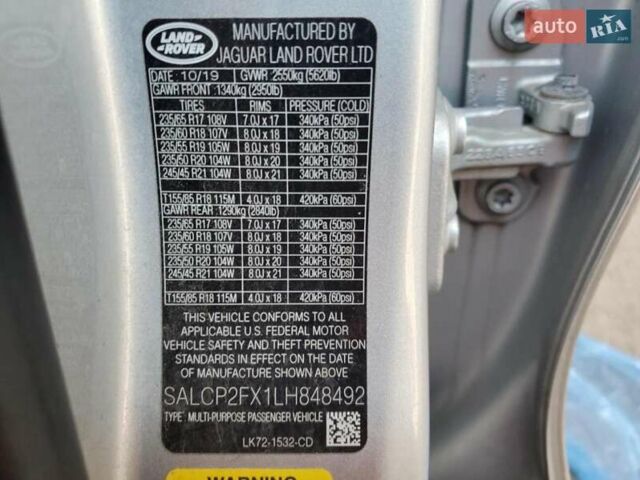 LAND
ROVER
MANUFACTURED BY
JAGUAR LAND ROVER LTD
DATE : 10/19 GVWR 2550kg (5620lb)
GAWR FRONT: 1340kg (2950lb)
TIRES RIMS PRESSURE (COLD)
235/65 R17 108V 7.0J x 17 340kPa (50psi)
235/60 R18 107V 8.0J x 18 340kPa (50psi)
235/55 R19 105W 8.0J x 19 340kPa (50psi)
235/50 R20 104W 8.0J x 20 340kPa (50psi)
245/45 R21 104W 8.0J x 21 340kPa (50psi)
T155/85 R18 115M 4.0J x 18 420kPa (60psi)
GAWR REAR: 1290kg (2840lb)
235/65 R17 108V 7.0J x 17 340kPa (50psi)
235/60 R18 107V 8.0J x 18 340kPa (50psi)
235/55 R19 105W 8.0J x 19 340kPa (50psi)
235/50 R20 104W 8.0J x 20 340kPa (50psi)
245/45 R21 104W 8.0J x 21 340kPa (50psi)
T155/85 R18 115M 4.0J x 18 420kPa (60psi)
THIS VEHICLE CONFORMS TO ALL
APPLICABLE U.S. FEDERAL MOTOR
VEHICLE SAFETY AND THEFT PREVENTION
STANDARDS IN EFFECT ON THE DATE OF
MANUFACTURE SHOWN ABOVE
SALCP2FX1LH848492
TYPE : MULTI-PURPOSE PASSENGER VEHICLE
LK72-1532-CD
WARNING
auto RIA
.com